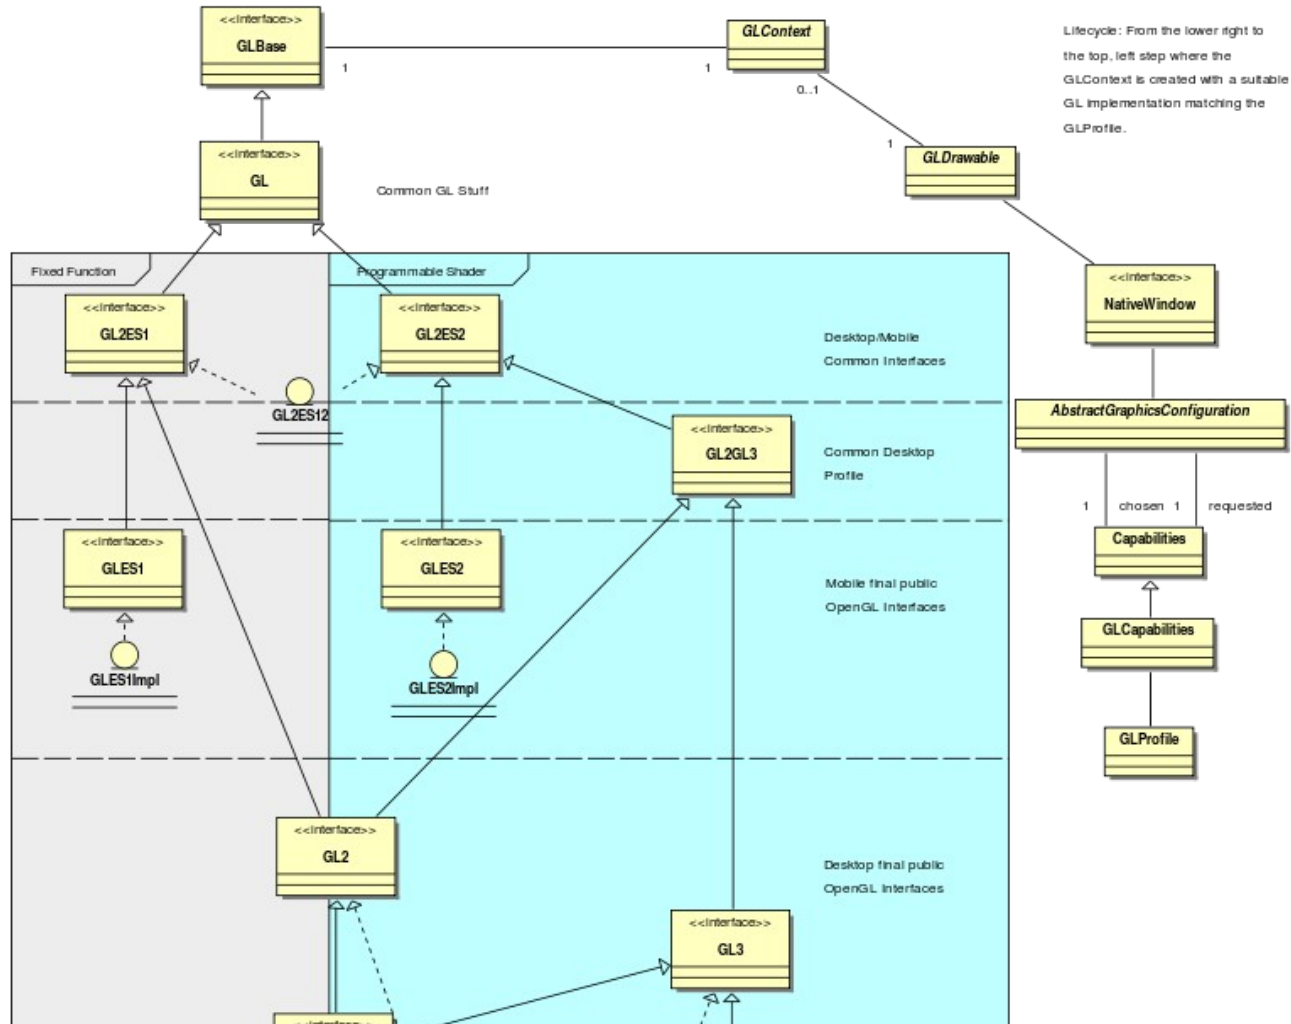 <<interface>>
GLBase
1
1
GLContext
0..1
Lifecycle: From the lower right to
the top, left step where the
GLContext is created with a suitable
GL implementation matching the
GLProfile.
1
GLDrawable
<<interface>>
GL
Common GL Stuff
<<interface>>
NativeWindow
Fixed Function
Programmable Shader
<<interface>>
GL2ES1
<<interface>>
GL2ES2
Desktop/Mobile
Common Interfaces
GL2ES12
AbstractGraphicsConfiguration
<<interface>>
GL2GL3
Common Desktop
Profile
1
chosen
1
requested
Capabilities
<<interface>>
GLES1
<<interface>>
GLES2
Mobile final public
OpenGL Interfaces
GLCapabilities
GLES1Impl
GLES2Impl
GLProfile
<<interface>>
GL2
Desktop final public
OpenGL Interfaces
<<interface>>
GL3
<<interface>>